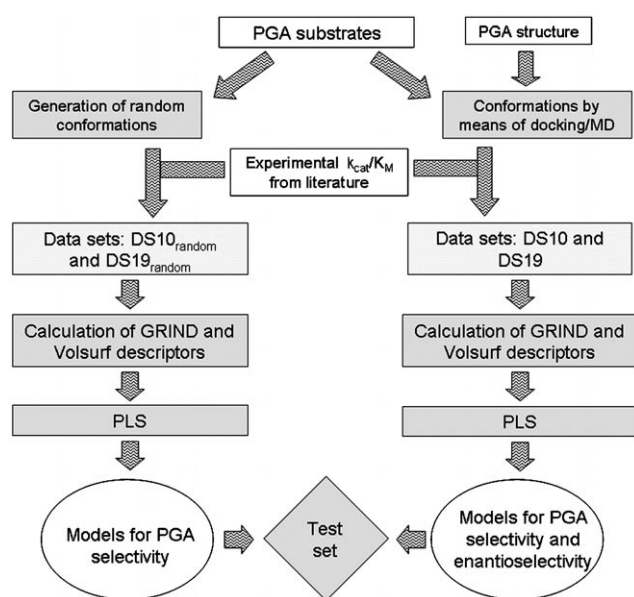 PGA substrates
PGA structure
Generation of random
conformations
Conformations by
means of docking/MD
Experimental kcat/KM
from literature
Data sets: DS10random
and DS19random
Data sets: DS10 and
DS19
Calculation of GRIND and
Volsurf descriptors
Calculation of GRIND and
Volsurf descriptors
PLS
PLS
Models for PGA
selectivity
Test
set
Models for PGA
selectivity and
enantioselectivity